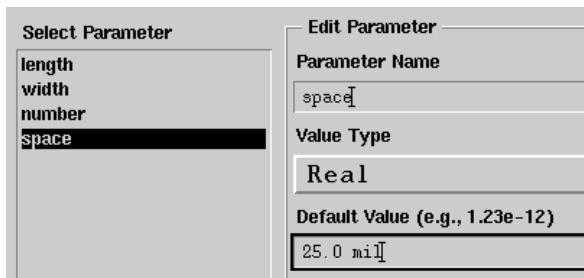 Select Parameter
length
width
number
space
Edit Parameter
Parameter Name
space
Value Type
Real
Default Value (e.g., 1.23e-12)
25.0 mil